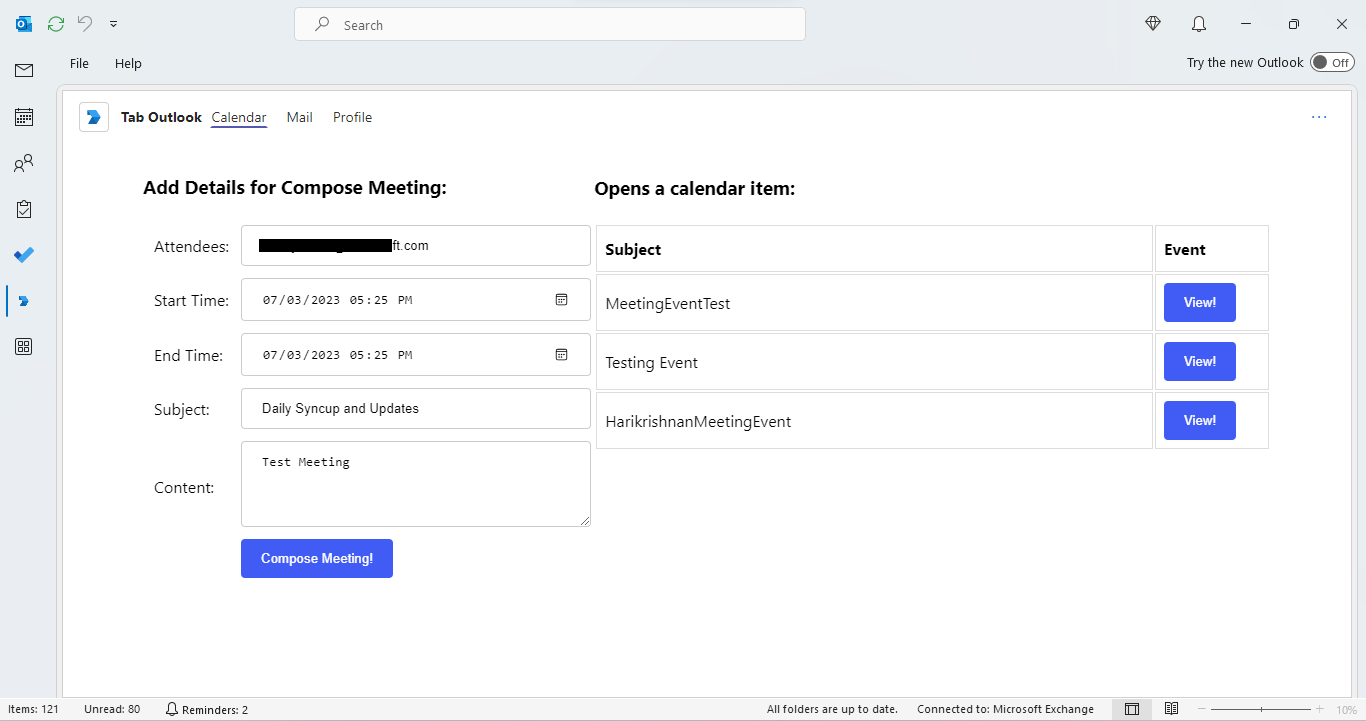 Search
File Help
Try the new Outlook Off
Tab Outlook Calendar Mail Profile
Add Details for Compose Meeting:
Attendees: ft.com
Start Time: 07/03/2023 05:25 PM
End Time: 07/03/2023 05:25 PM
Subject: Daily Syncup and Updates
Content: Test Meeting
Compose Meeting!
Opens a calendar item:
Subject Event
MeetingEventTest View!
Testing Event View!
HarikrishnanMeetingEvent View!
Items: 121 Unread: 80 Reminders: 2 All folders are up to date. Connected to: Microsoft Exchange 10%